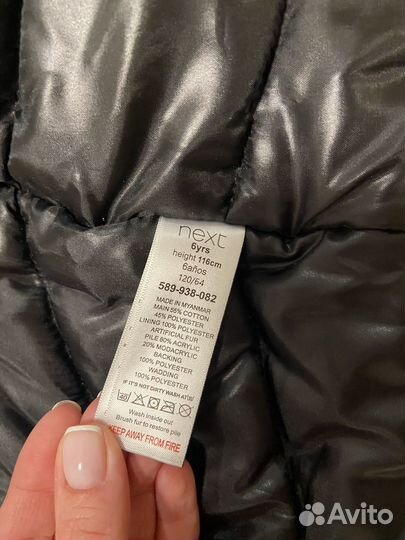 next
6yrs
height 116cm
6años
120/64
589-938-082
MADE IN MYANMAR
MAIN 55% COTTON
45% POLYESTER
LINING 100% POLYESTER
ARTIFICIAL FUR
PILE 80% ACRYLIC
20% MODACRYLIC
BACKING
100% POLYESTER
WADDING
100% POLYESTER
IF IT'S NOT DIRTY WASH AT 30
Wash inside out
Brush fur to restore pile
KEEP AWAY FROM FIRE
Avito